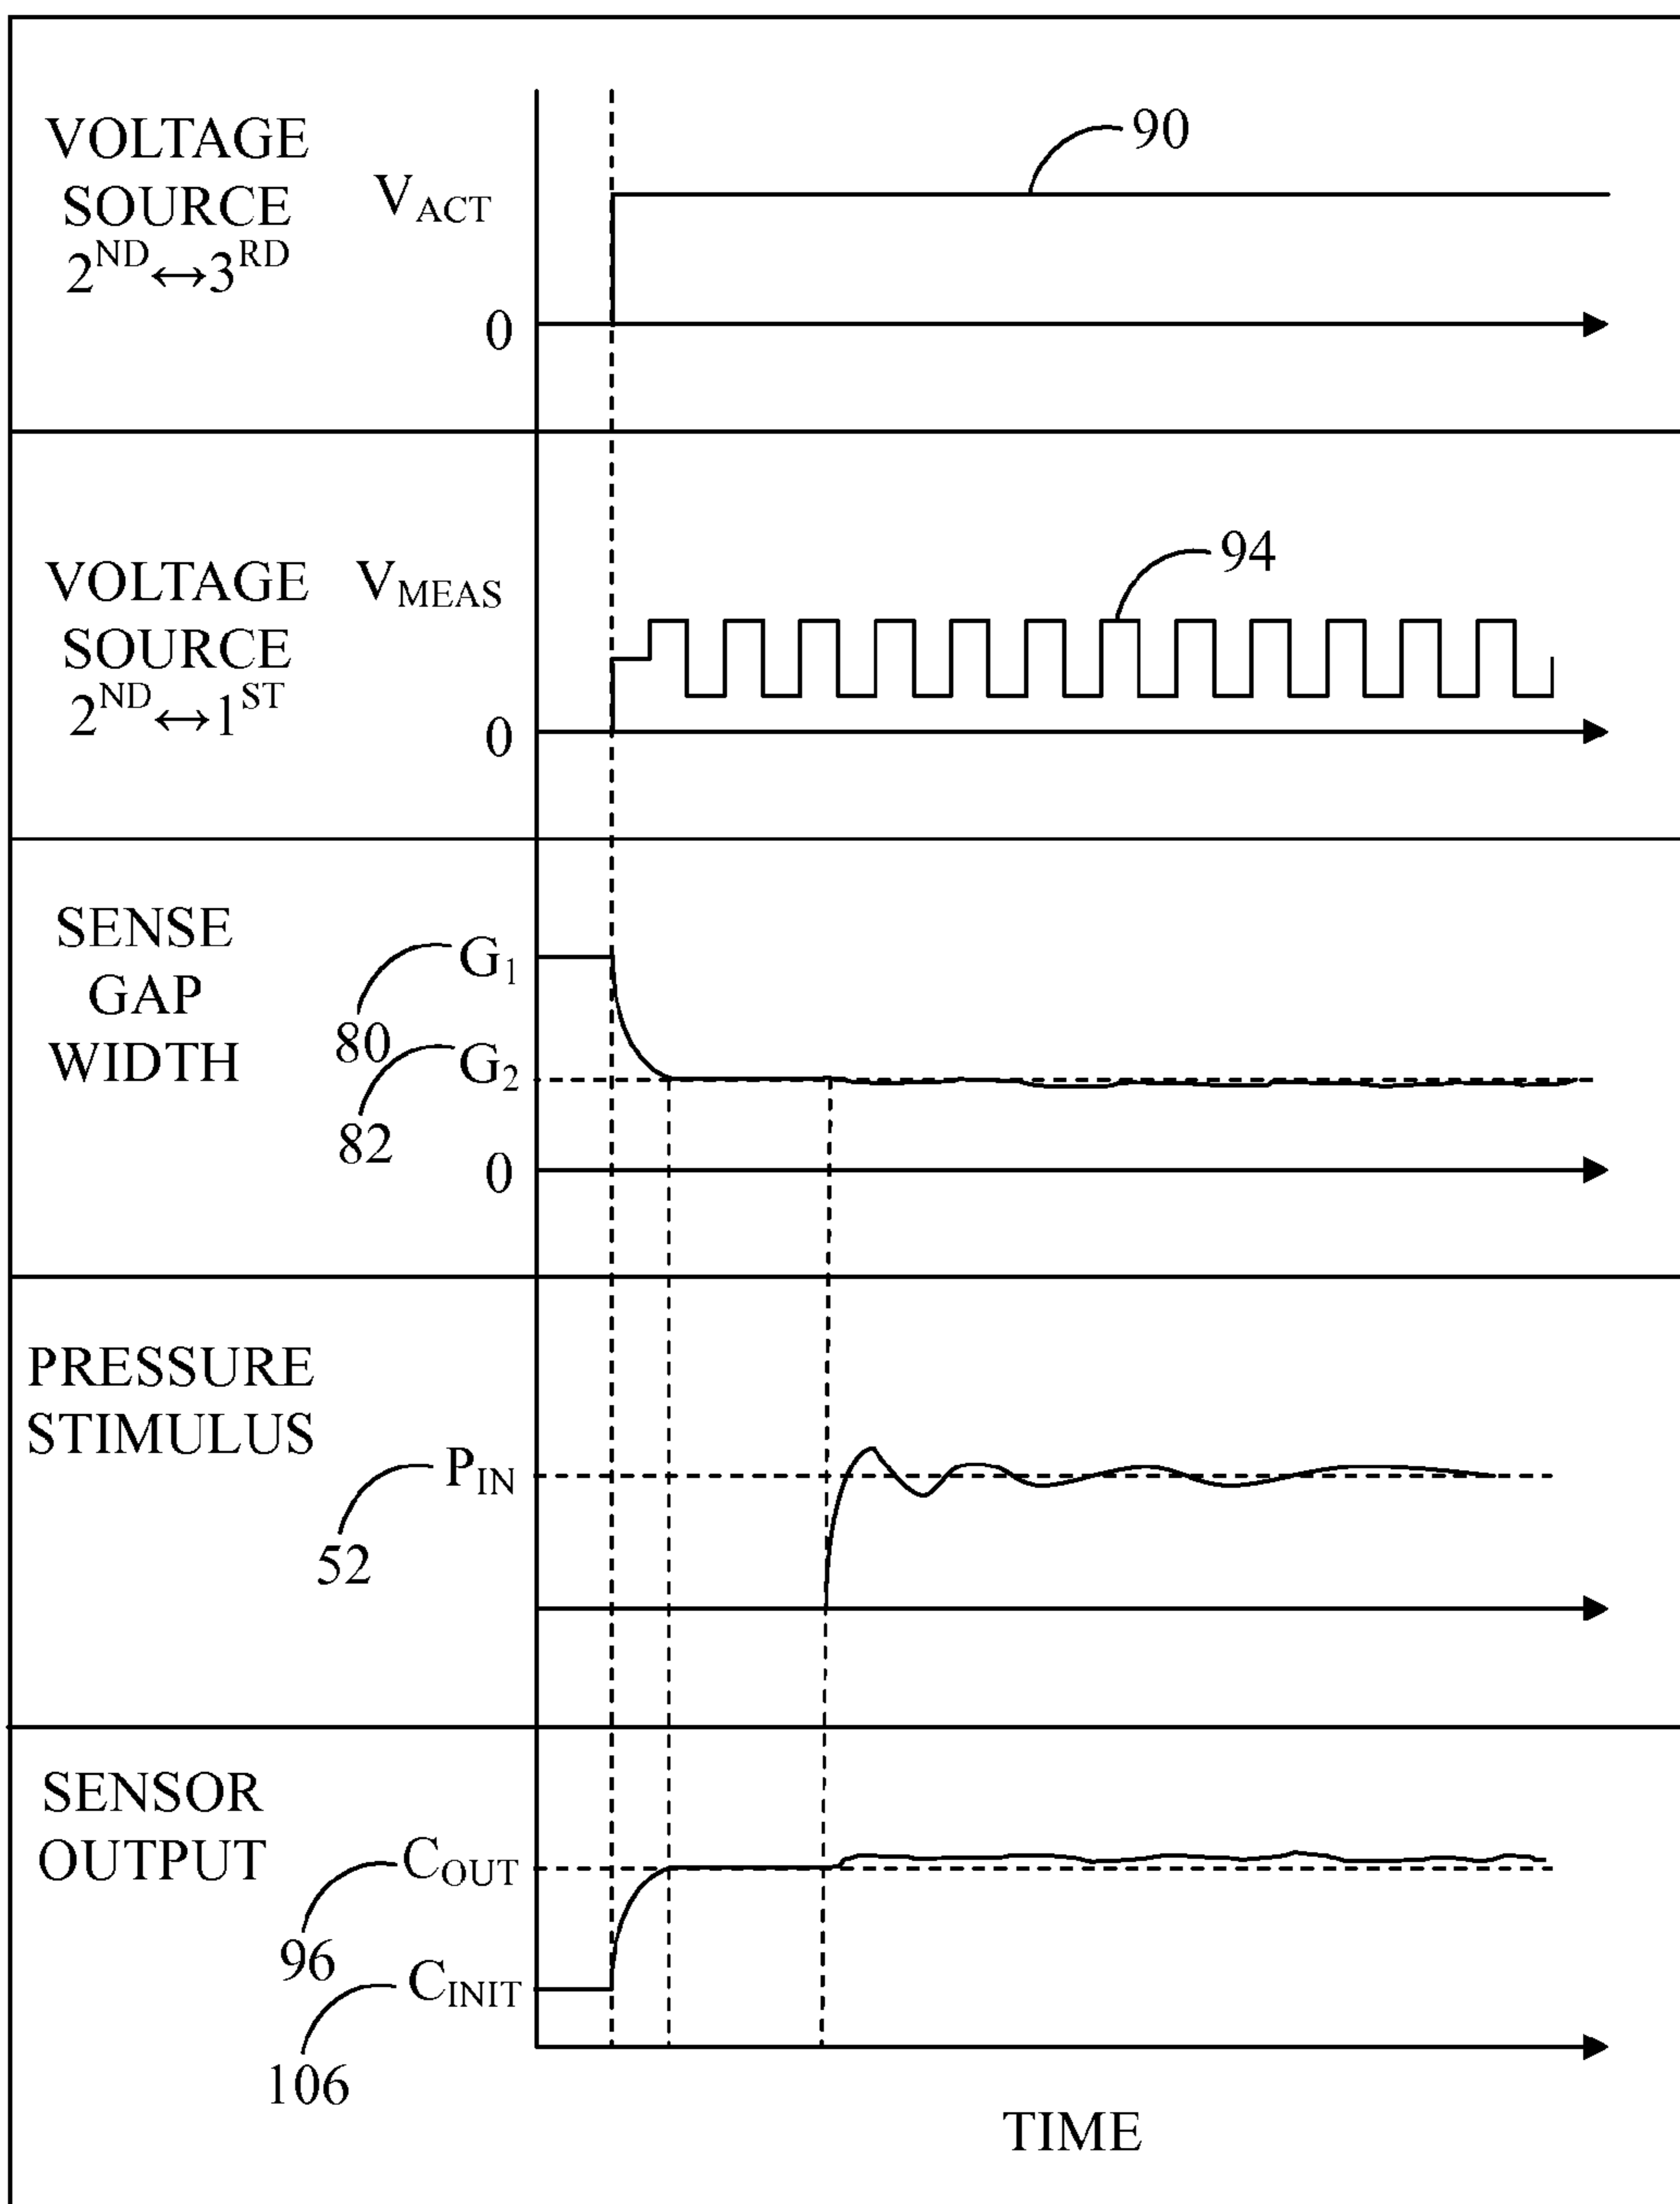 VOLTAGE
SOURCE
2ND↔3RD
VACT
0
90
VOLTAGE
SOURCE
2ND↔1ST
VMEAS
0
94
SENSE
GAP
WIDTH
G1
80
G2
82
0
PRESSURE
STIMULUS
PIN
52
SENSOR
OUTPUT
COUT
96
CINIT
106
TIME